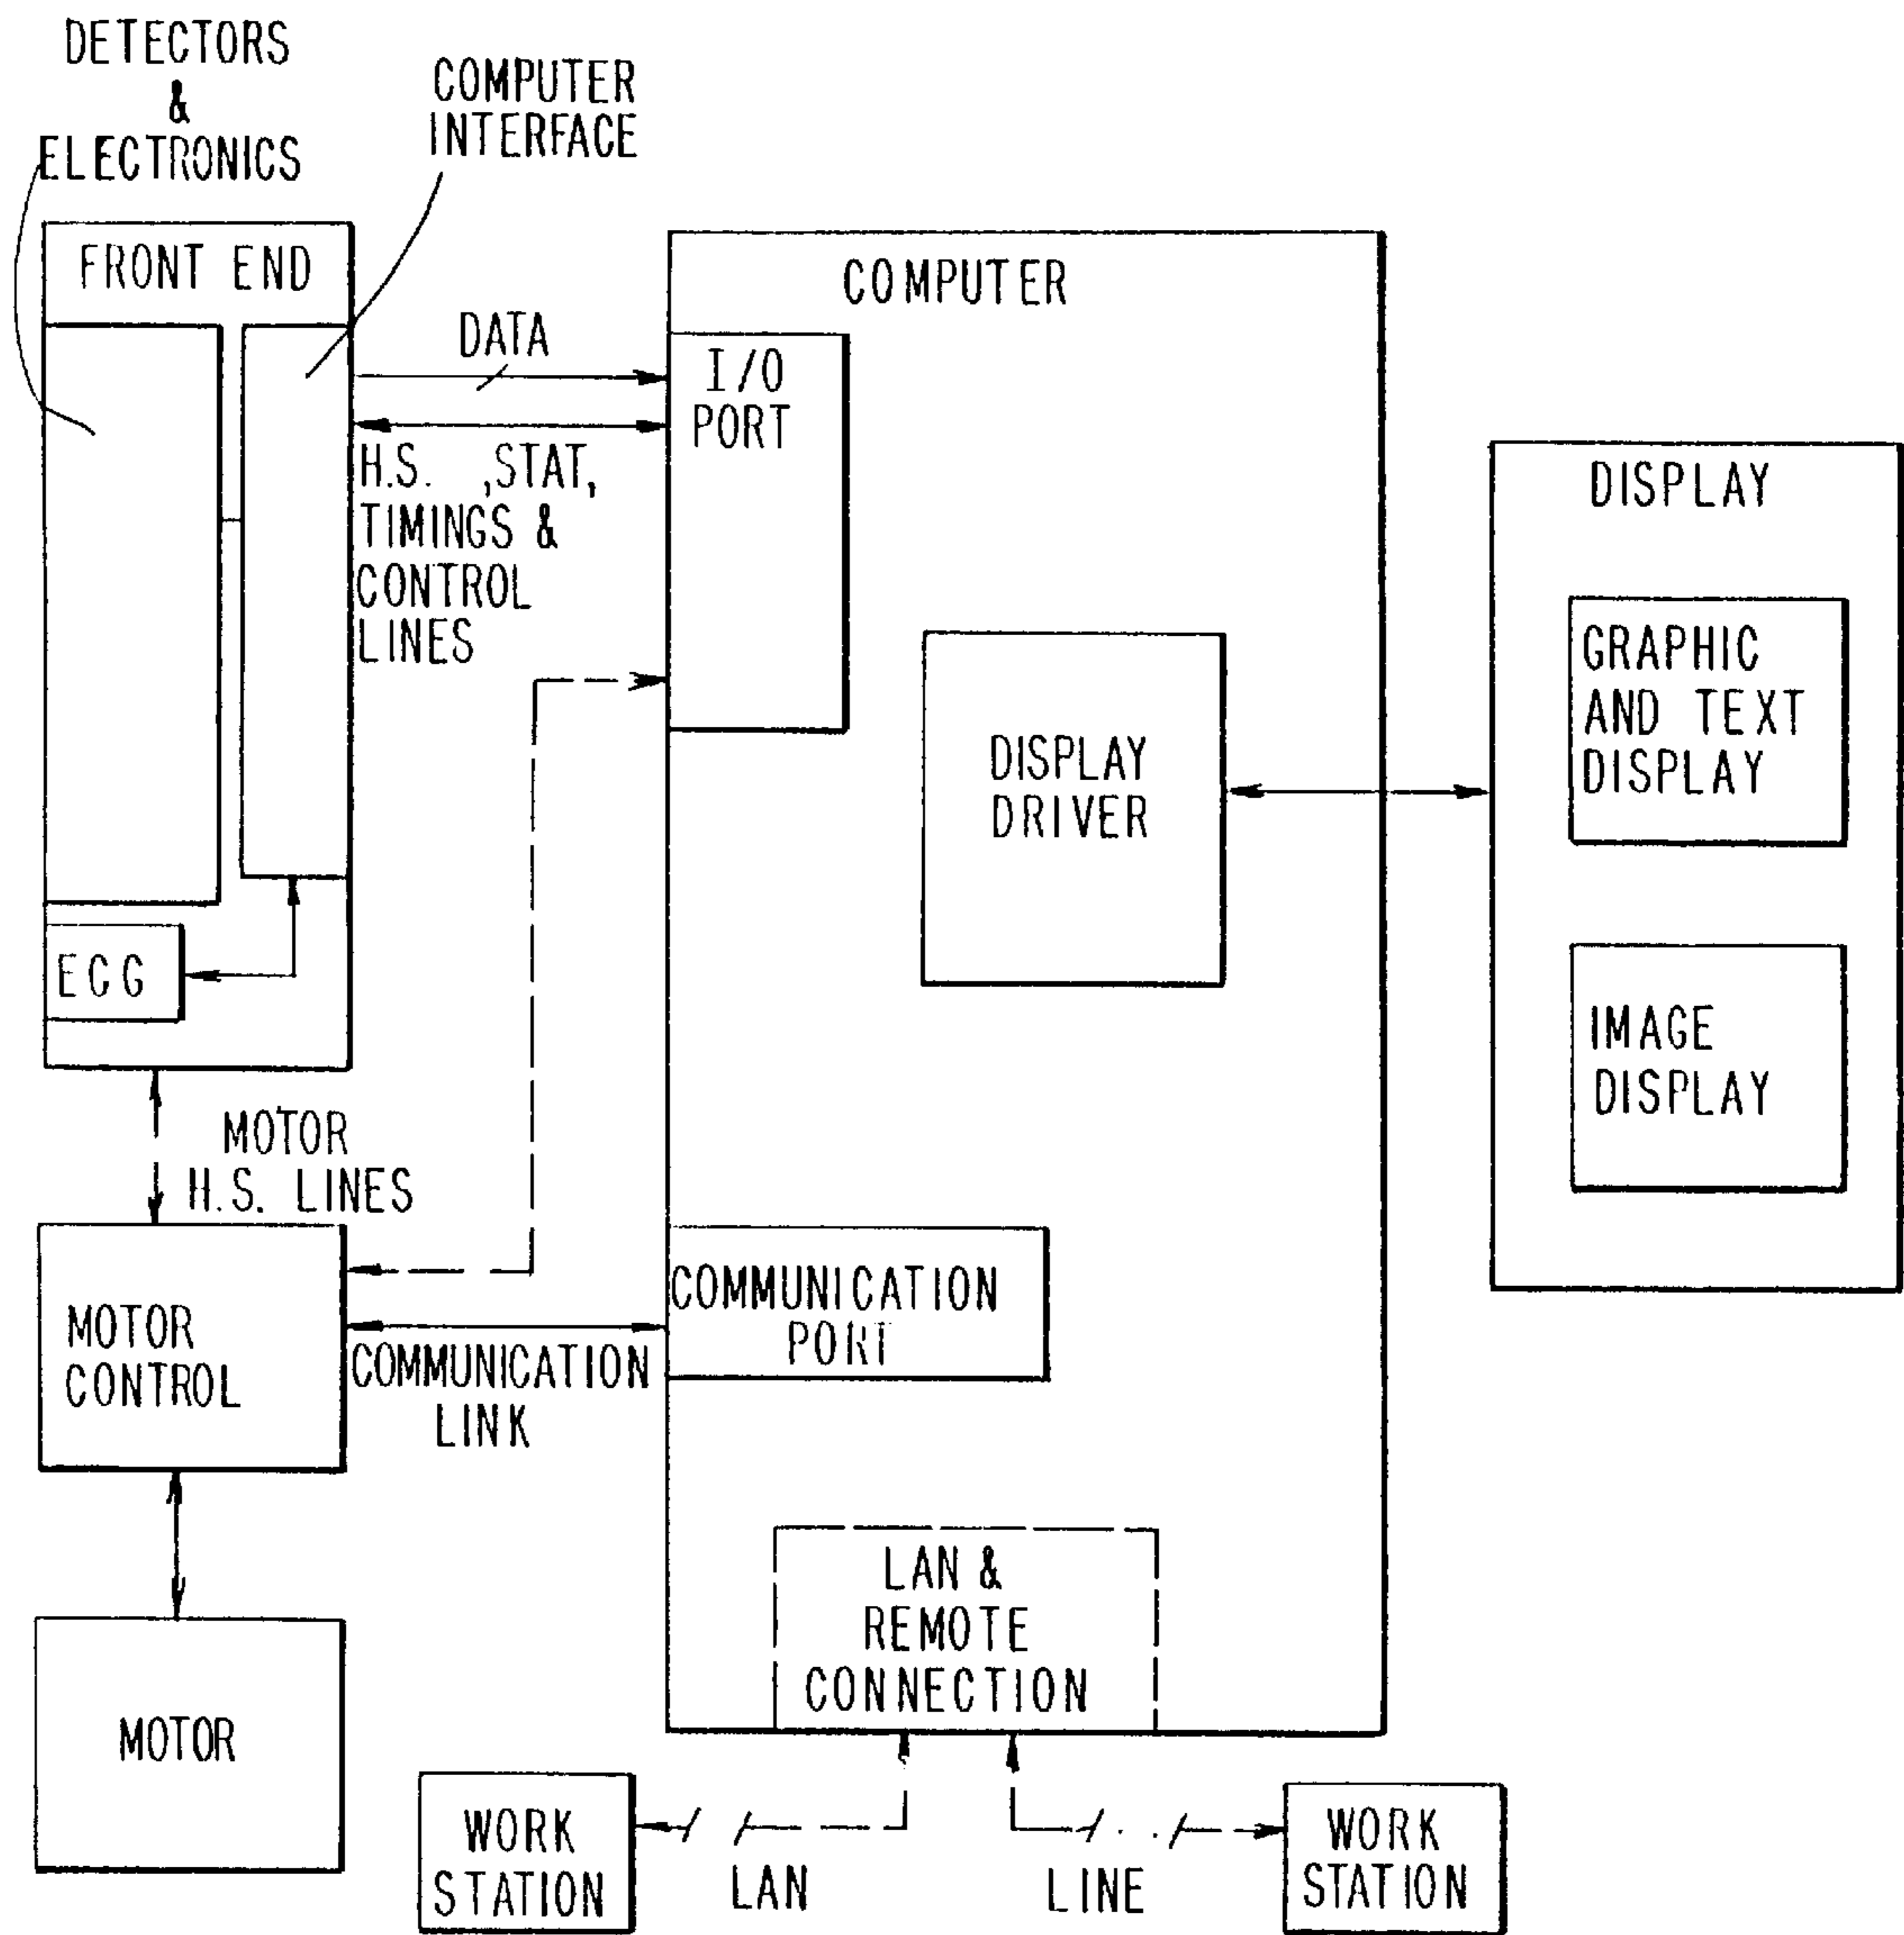 DETECTORS
&
ELECTRONICS
COMPUTER
INTERFACE
FRONT END
COMPUTER
DATA
I/O
PORT
H.S. ,STAT,
TIMINGS &
CONTROL
LINES
DISPLAY
GRAPHIC
AND TEXT
DISPLAY
DISPLAY
DRIVER
ECG
IMAGE
DISPLAY
MOTOR
H.S. LINES
COMMUNICATION
PORT
MOTOR
CONTROL
COMMUNICATION
LINK
LAN &
REMOTE
CONNECTION
MOTOR
WORK
STATION
LAN
LINE
WORK
STATION